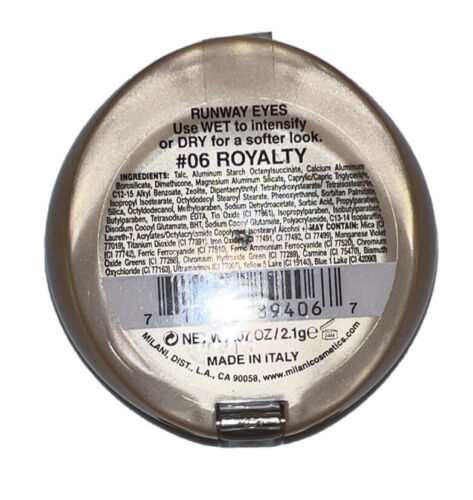 RUNWAY EYES
Use WET to intensify
or DRY for a softer look.
#06 ROYALTY
INGREDIENTS: Talc, Aluminum Starch Octenylsuccinate, Calcium Aluminum
Borosilicate, Dimethicone, Magnesium Aluminum Silicate, Caprylic/Capric Triglyceride,
C12-15 Alkyl Benzoate, Zeolite, Dipentaerythrityl Tetrahydroxystearate/ Tetraisostearate,
Isopropyl Isostearate, Octyldodecyl Stearoyl Stearate, Phenoxyethanol, Sorbitan Palmitate,
Silica, Octyldodecanol, Methylparaben, Sodium Dehydroacetate, Sorbic Acid, Propylparaben,
Butylparaben, Tetrasodium EDTA, Tin Oxide (CI 77861), Isopropylparaben, Isobutylparaben,
Disodium Cocoyl Glutamate, BHT, Sodium Cocoyl Glutamate, Polyacrylamide, C13-14 Isoparaffin,
Laureth-7, Acrylates/Octylacrylamide Copolymer, Isostearyl Alcohol +/-MAY CONTAIN: Mica (CI
77019), Titanium Dioxide (CI 77891), Iron Oxides (CI 77499), Manganese Violet
(CI 77742), Ferric Ferrocyanide (CI 77510), Ferric Ammonium Ferrocyanide (CI 77520), Chromium
Oxide Greens (CI 77288), Chromium Hydroxide Green (CI 77289), Carmine (CI 75470), Bismuth
Oxychloride (CI 77163), Ultramarines (CI 77007), Yellow 5 Lake (CI 19140), Blue 1 Lake (CI 42090)
7 89406 7
NET WT. .07 OZ/2.1g e 24M
MADE IN ITALY
MILANI, DIST., L.A., CA 90058, www.milanicosmetics.com